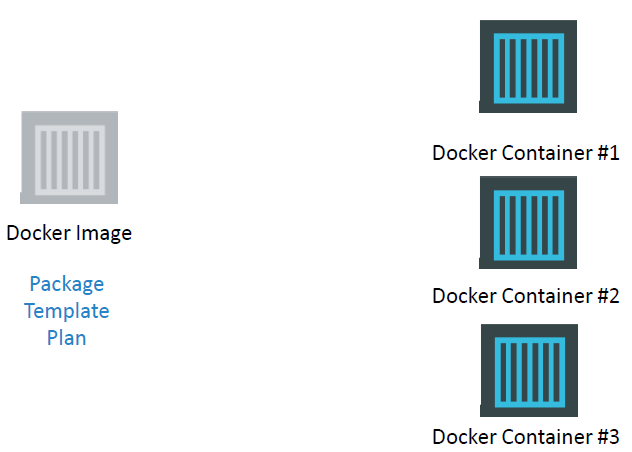 Docker Image
Package
Template
Plan
Docker Container #1
Docker Container #2
Docker Container #3